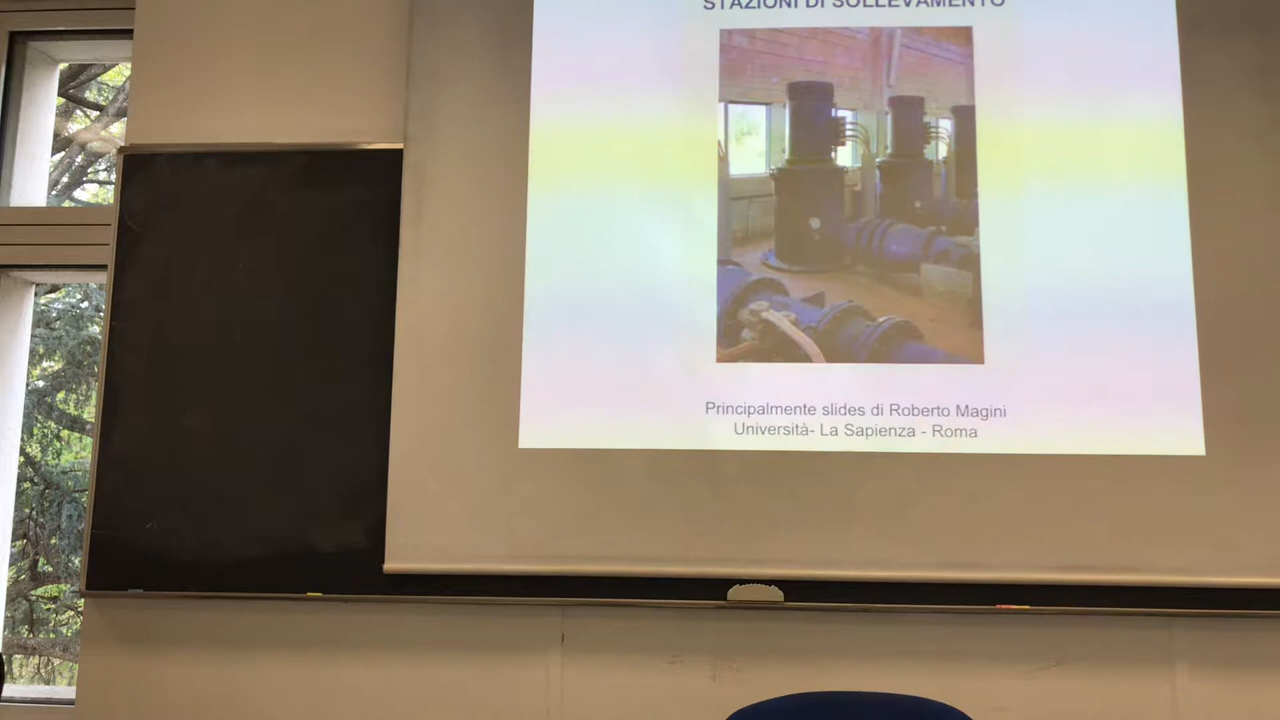 STAZIONI DI SOLLEVAMENTO
Principalmente slides di Roberto Magini
Università- La Sapienza - Roma